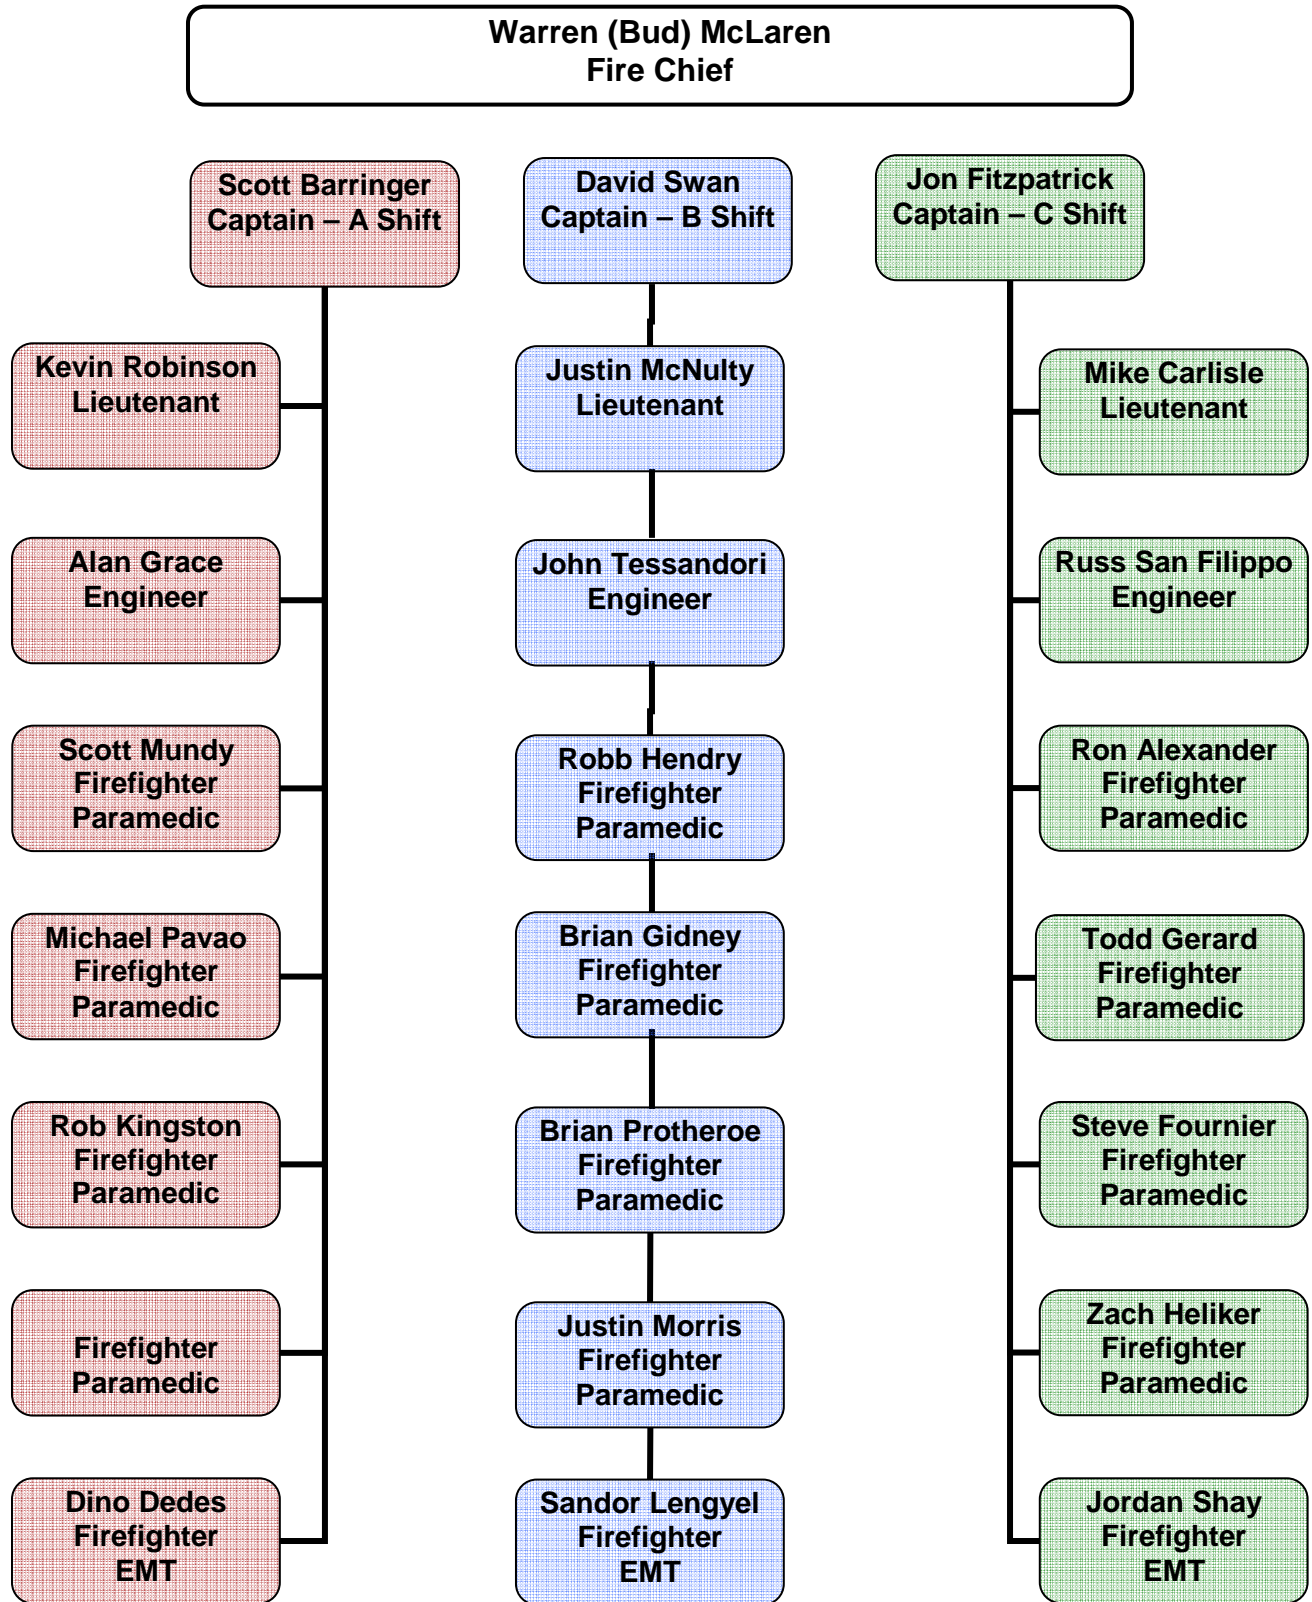 Warren (Bud) McLaren
Fire Chief
Scott Barringer
Captain – A Shift
David Swan
Captain – B Shift
Jon Fitzpatrick
Captain – C Shift
Kevin Robinson
Lieutenant
Justin McNulty
Lieutenant
Mike Carlisle
Lieutenant
Alan Grace
Engineer
John Tessandori
Engineer
Russ San Filippo
Engineer
Scott Mundy
Firefighter
Paramedic
Robb Hendry
Firefighter
Paramedic
Ron Alexander
Firefighter
Paramedic
Michael Pavao
Firefighter
Paramedic
Brian Gidney
Firefighter
Paramedic
Todd Gerard
Firefighter
Paramedic
Rob Kingston
Firefighter
Paramedic
Brian Protheroe
Firefighter
Paramedic
Steve Fournier
Firefighter
Paramedic
Firefighter
Paramedic
Justin Morris
Firefighter
Paramedic
Zach Heliker
Firefighter
Paramedic
Dino Dedes
Firefighter
EMT
Sandor Lengyel
Firefighter
EMT
Jordan Shay
Firefighter
EMT